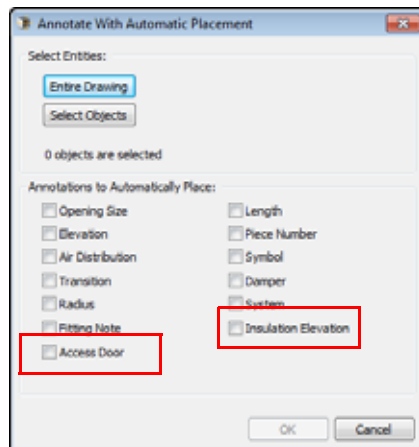 Annotate With Automatic Placement
Select Entities:
Entire Drawing
Select Objects
0 objects are selected
Annotations to Automatically Place:
Opening Size
Elevation
Air Distribution
Transition
Radius
Fitting Note
Access Door
Length
Piece Number
Symbol
Damper
System
Insulation Elevation
OK
Cancel